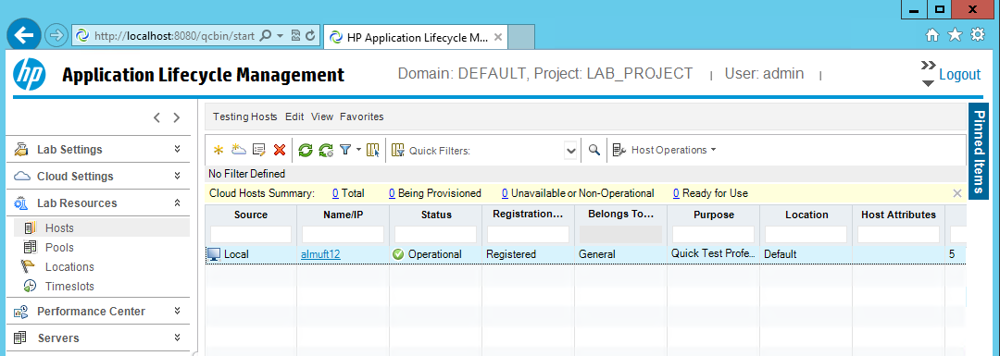 http://localhost:8080/qcbin/start
HP Application Lifecycle M...
hp
Application Lifecycle Management
Domain: DEFAULT, Project: LAB_PROJECT | User: admin |
Logout
Testing Hosts Edit View Favorites
Lab Settings
Cloud Settings
Lab Resources
Hosts
Pools
Locations
Timeslots
Performance Center
Servers
Quick Filters:
Host Operations
No Filter Defined
Cloud Hosts Summary: 0 Total 0 Being Provisioned 0 Unavailable or Non-Operational 0 Ready for Use
Source Name/IP Status Registration... Belongs To... Purpose Location Host Attributes
Local almuft12 Operational Registered General Quick Test Profe... Default 5
Pinned Items